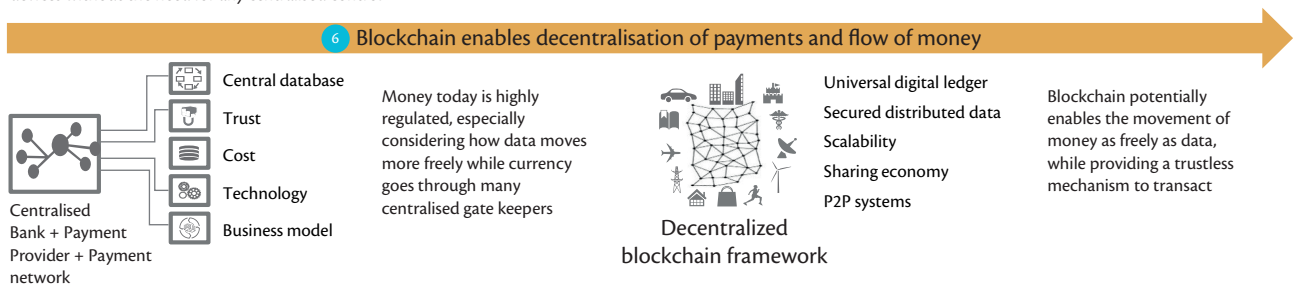 6 Blockchain enables decentralisation of payments and flow of money
Central database
Trust
Cost
Technology
Business model
Centralised
Bank + Payment
Provider + Payment
network
Money today is highly
regulated, especially
considering how data moves
more freely while currency
goes through many
centralised gate keepers
Decentralized
blockchain framework
Universal digital ledger
Secured distributed data
Scalability
Sharing economy
P2P systems
Blockchain potentially
enables the movement of
money as freely as data,
while providing a trustless
mechanism to transact